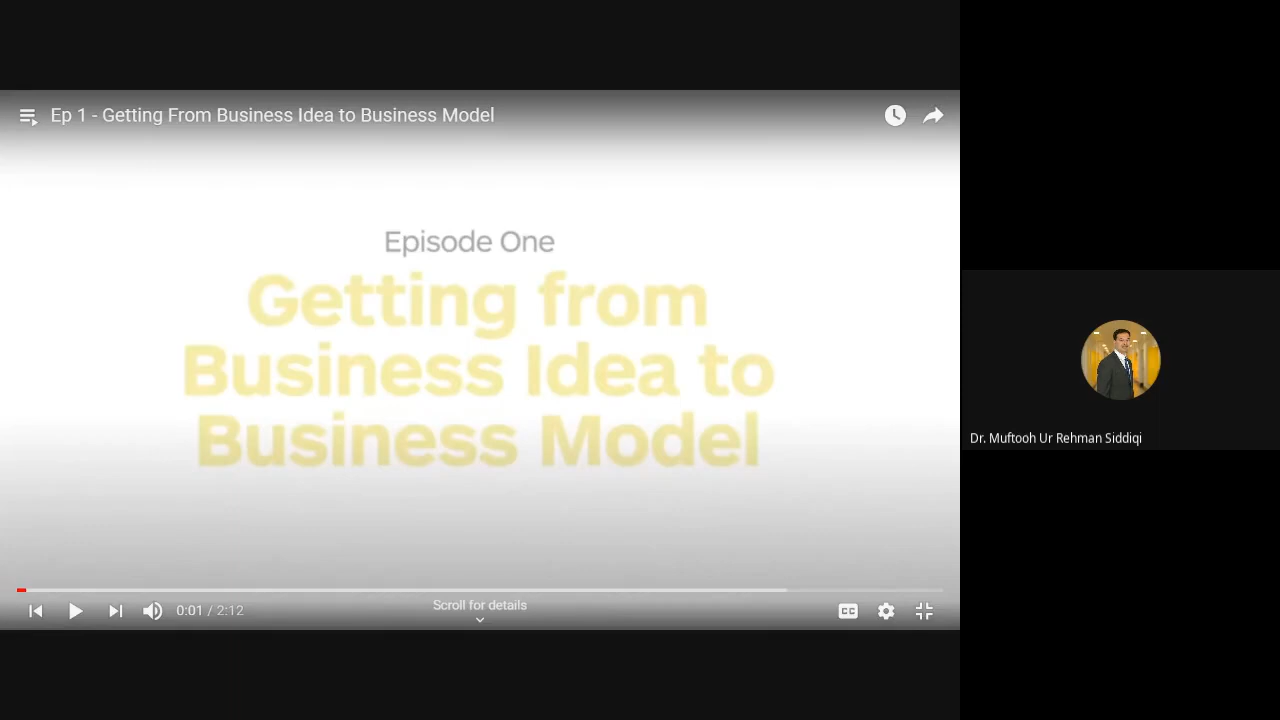 Ep 1 - Getting From Business Idea to Business Model
Episode One
Getting from
Business Idea to
Business Model
Scroll for details
0:01 / 2:12
CC
Dr. Muftooh Ur Rehman Siddiqi